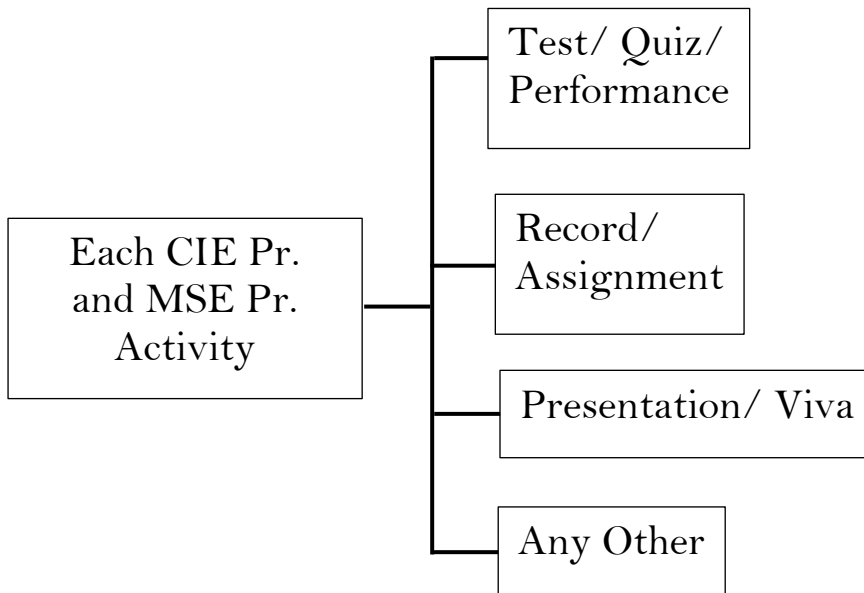 Each CIE Pr.
and MSE Pr.
Activity
Test/ Quiz/
Performance
Record/
Assignment
Presentation/ Viva
Any Other